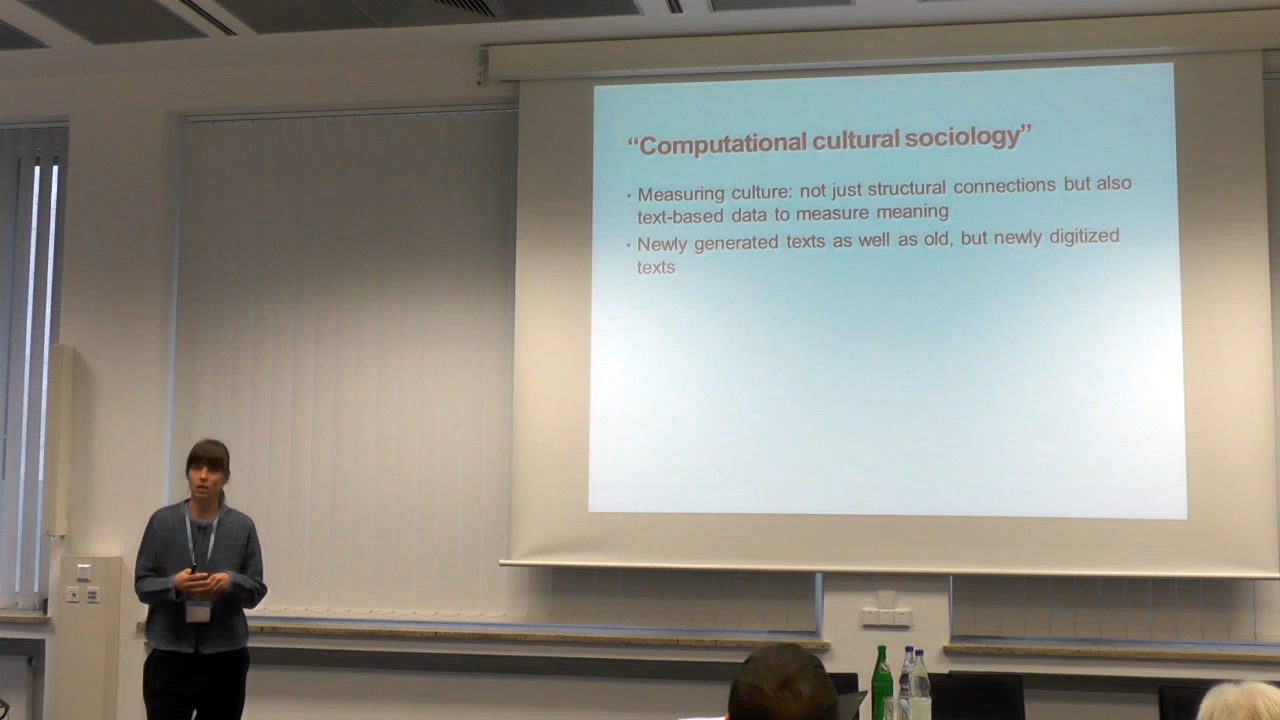 “Computational cultural sociology”
• Measuring culture: not just structural connections but also
text-based data to measure meaning
• Newly generated texts as well as old, but newly digitized
texts